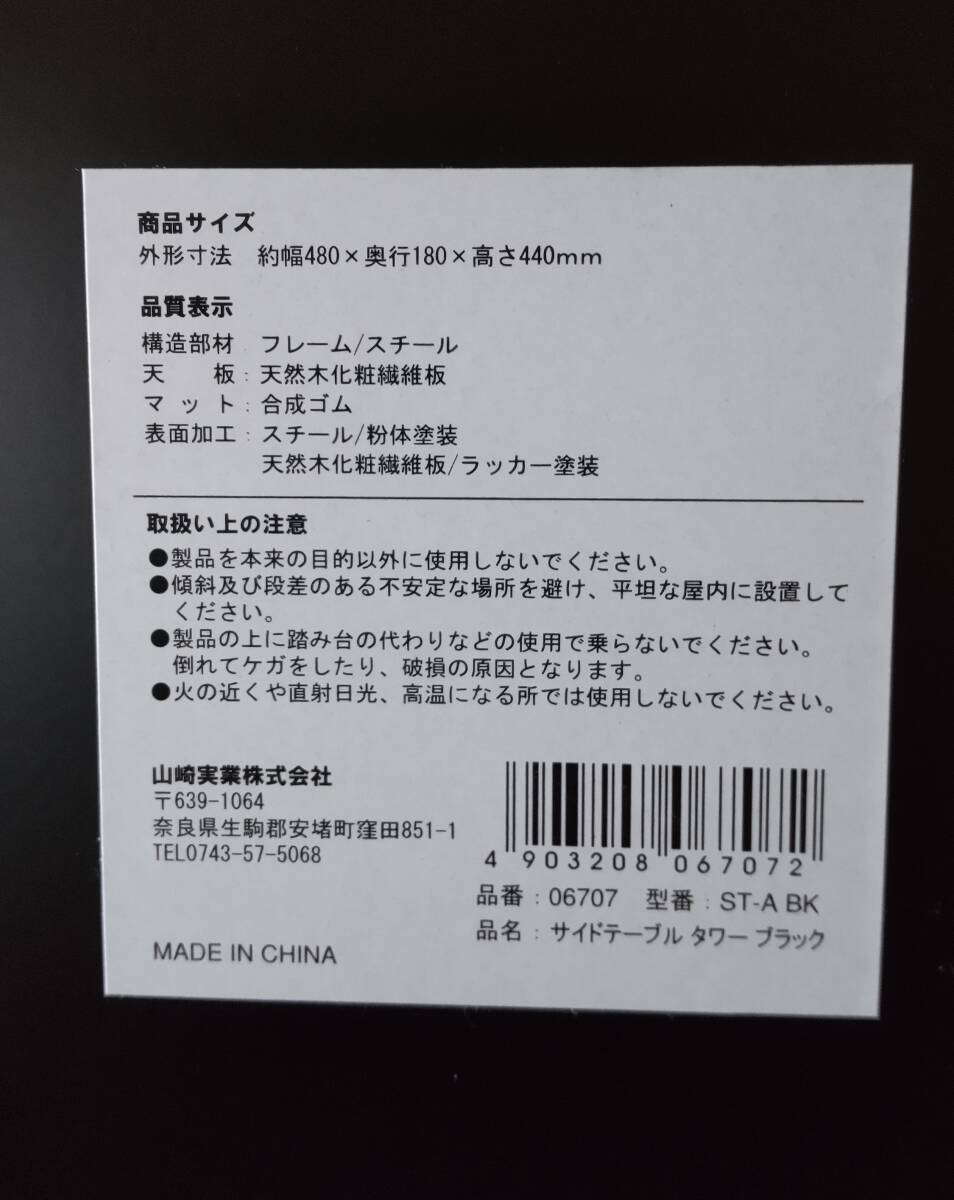 商品サイズ
外形寸法　約幅480×奥行180×高さ440mm
品質表示
構造部材　フレーム/スチール
天　　板：天然木化粧繊維板
マ ッ ト：合成ゴム
表面加工：スチール/粉体塗装
天然木化粧繊維板/ラッカー塗装
取扱い上の注意
●製品を本来の目的以外に使用しないでください。
●傾斜及び段差のある不安定な場所を避け、平坦な屋内に設置して
ください。
●製品の上に踏み台の代わりなどの使用で乗らないでください。
倒れてケガをしたり、破損の原因となります。
●火の近くや直射日光、高温になる所では使用しないでください。
山崎実業株式会社
〒639-1064
奈良県生駒郡安堵町窪田851-1
TEL0743-57-5068
MADE IN CHINA
4 903208 067072
品番：06707　型番：ST-A BK
品名：サイドテーブル タワー ブラック